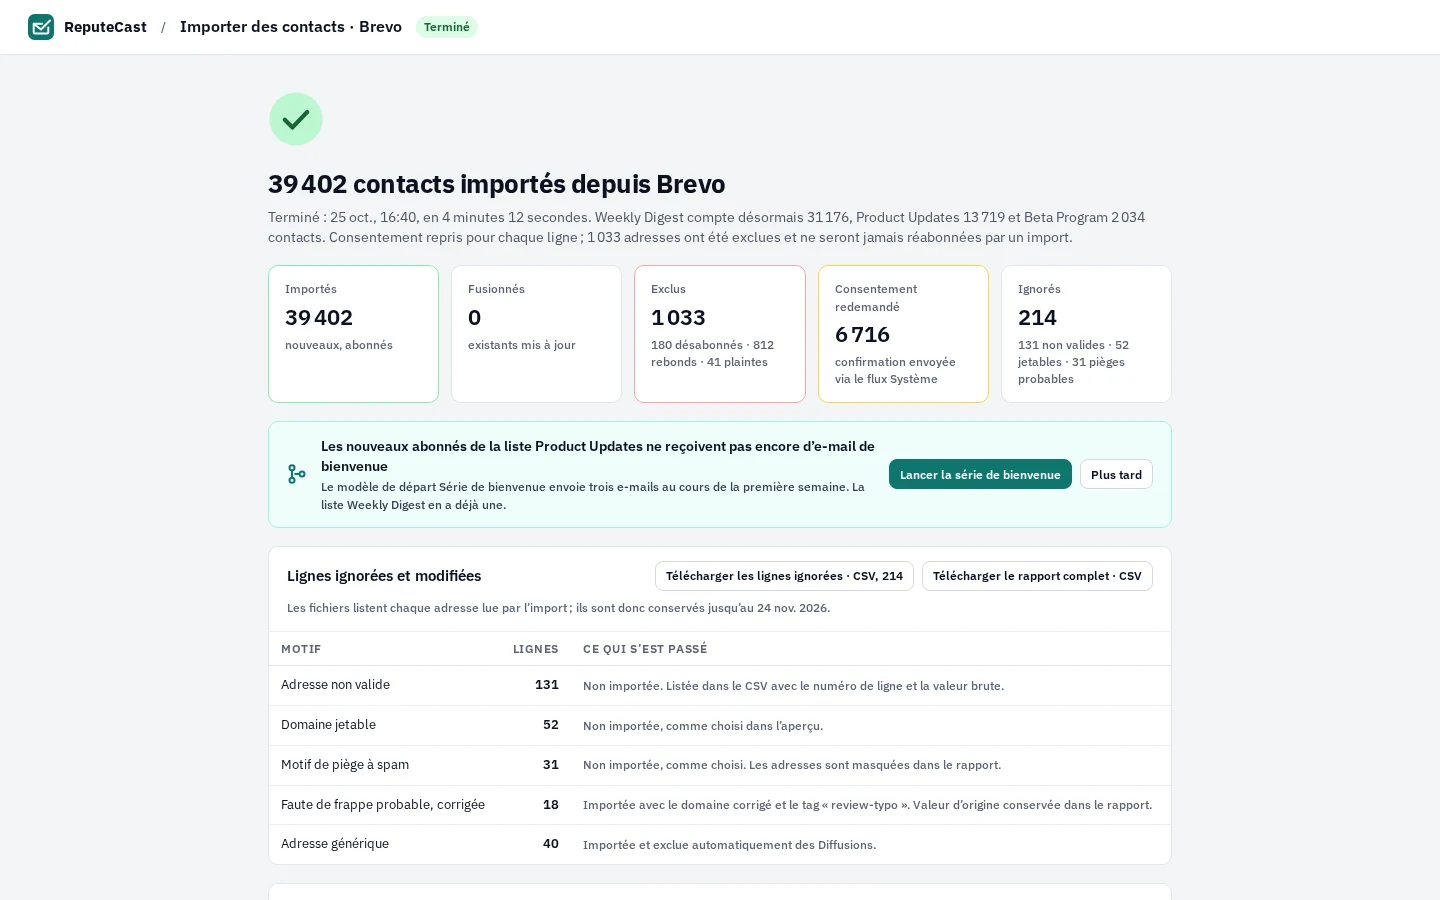 ReputeCast / Importer des contacts · Brevo Terminé
39 402 contacts importés depuis Brevo
Terminé : 25 oct., 16:40, en 4 minutes 12 secondes. Weekly Digest compte désormais 31 176, Product Updates 13 719 et Beta Program 2 034
contacts. Consentement repris pour chaque ligne ; 1 033 adresses ont été exclues et ne seront jamais réabonnées par un import.
Importés
39 402
nouveaux, abonnés
Fusionnés
0
existants mis à jour
Exclus
1 033
180 désabonnés · 812
rebonds · 41 plaintes
Consentement
redemandé
6 716
confirmation envoyée
via le flux Système
Ignorés
214
131 non valides · 52
jetables · 31 pièges
probables
Les nouveaux abonnés de la liste Product Updates ne reçoivent pas encore d’e-mail de
bienvenue
Le modèle de départ Série de bienvenue envoie trois e-mails au cours de la première semaine. La
liste Weekly Digest en a déjà une.
Lancer la série de bienvenue
Plus tard
Lignes ignorées et modifiées
Télécharger les lignes ignorées · CSV, 214
Télécharger le rapport complet · CSV
Les fichiers listent chaque adresse lue par l’import ; ils sont donc conservés jusqu’au 24 nov. 2026.
MOTIF LIGNES CE QUI S’EST PASSÉ
Adresse non valide 131 Non importée. Listée dans le CSV avec le numéro de ligne et la valeur brute.
Domaine jetable 52 Non importée, comme choisi dans l’aperçu.
Motif de piège à spam 31 Non importée, comme choisi. Les adresses sont masquées dans le rapport.
Faute de frappe probable, corrigée 18 Importée avec le domaine corrigé et le tag « review-typo ». Valeur d’origine conservée dans le rapport.
Adresse générique 40 Importée et exclue automatiquement des Diffusions.